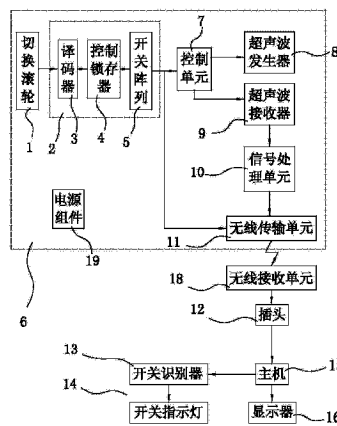 切换滚轮
1
译码器
3
控制锁存器
4
开关阵列
5
2
控制单元
7
超声波发生器
8
超声波接收器
9
信号处理单元
10
电源组件
19
无线传输单元
11
6
无线接收单元
18
插头
12
主机
15
开关识别器
13
14
开关指示灯
显示器
16